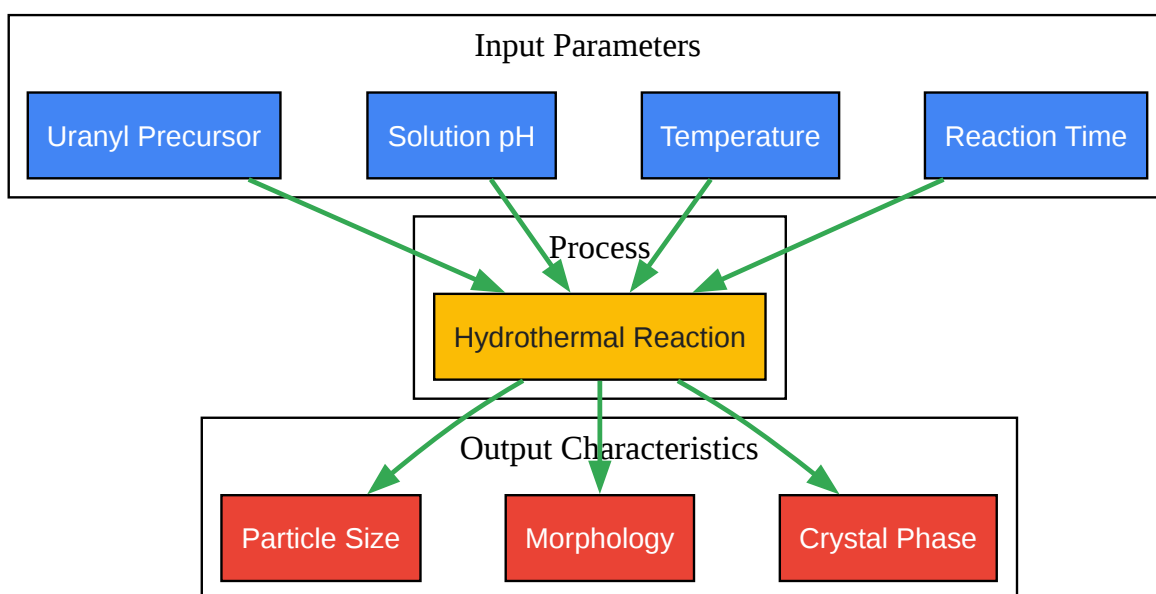 Input Parameters
Uranyl Precursor
Solution pH
Temperature
Reaction Time
Process
Hydrothermal Reaction
Output Characteristics
Particle Size
Morphology
Crystal Phase